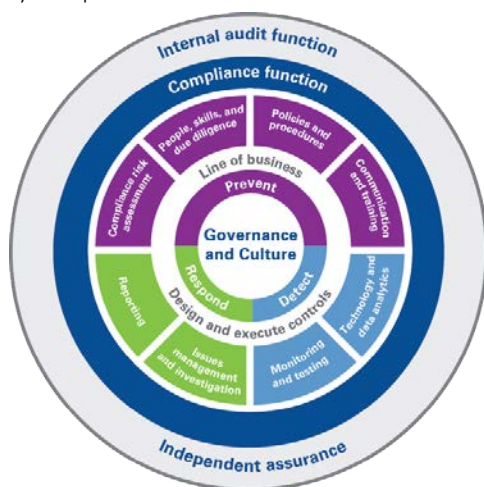 Internal audit function
Compliance function
People, skills, and
due diligence
Policies and
procedures
Compliance risk
assessment
Communication
and training
Line of business
Prevent
Governance
and Culture
Respond
Detect
Design and execute controls
Reporting
Technology and
data analytics
Issues
management
and investigation
Monitoring
and testing
Independent assurance